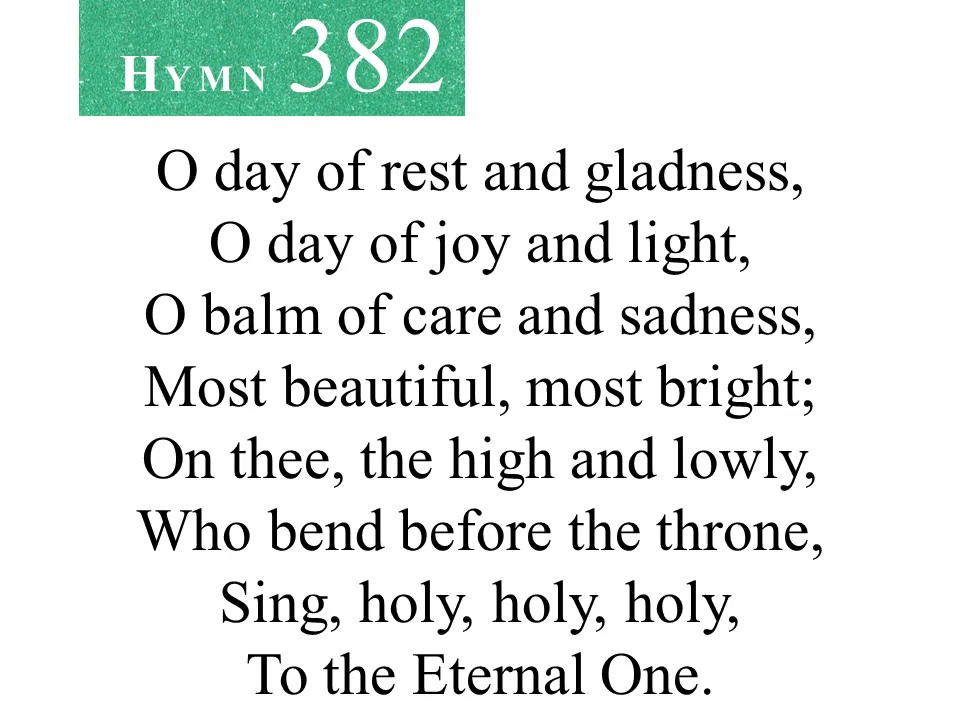 HYMN 382
O day of rest and gladness,
O day of joy and light,
O balm of care and sadness,
Most beautiful, most bright;
On thee, the high and lowly,
Who bend before the throne,
Sing, holy, holy, holy,
To the Eternal One.